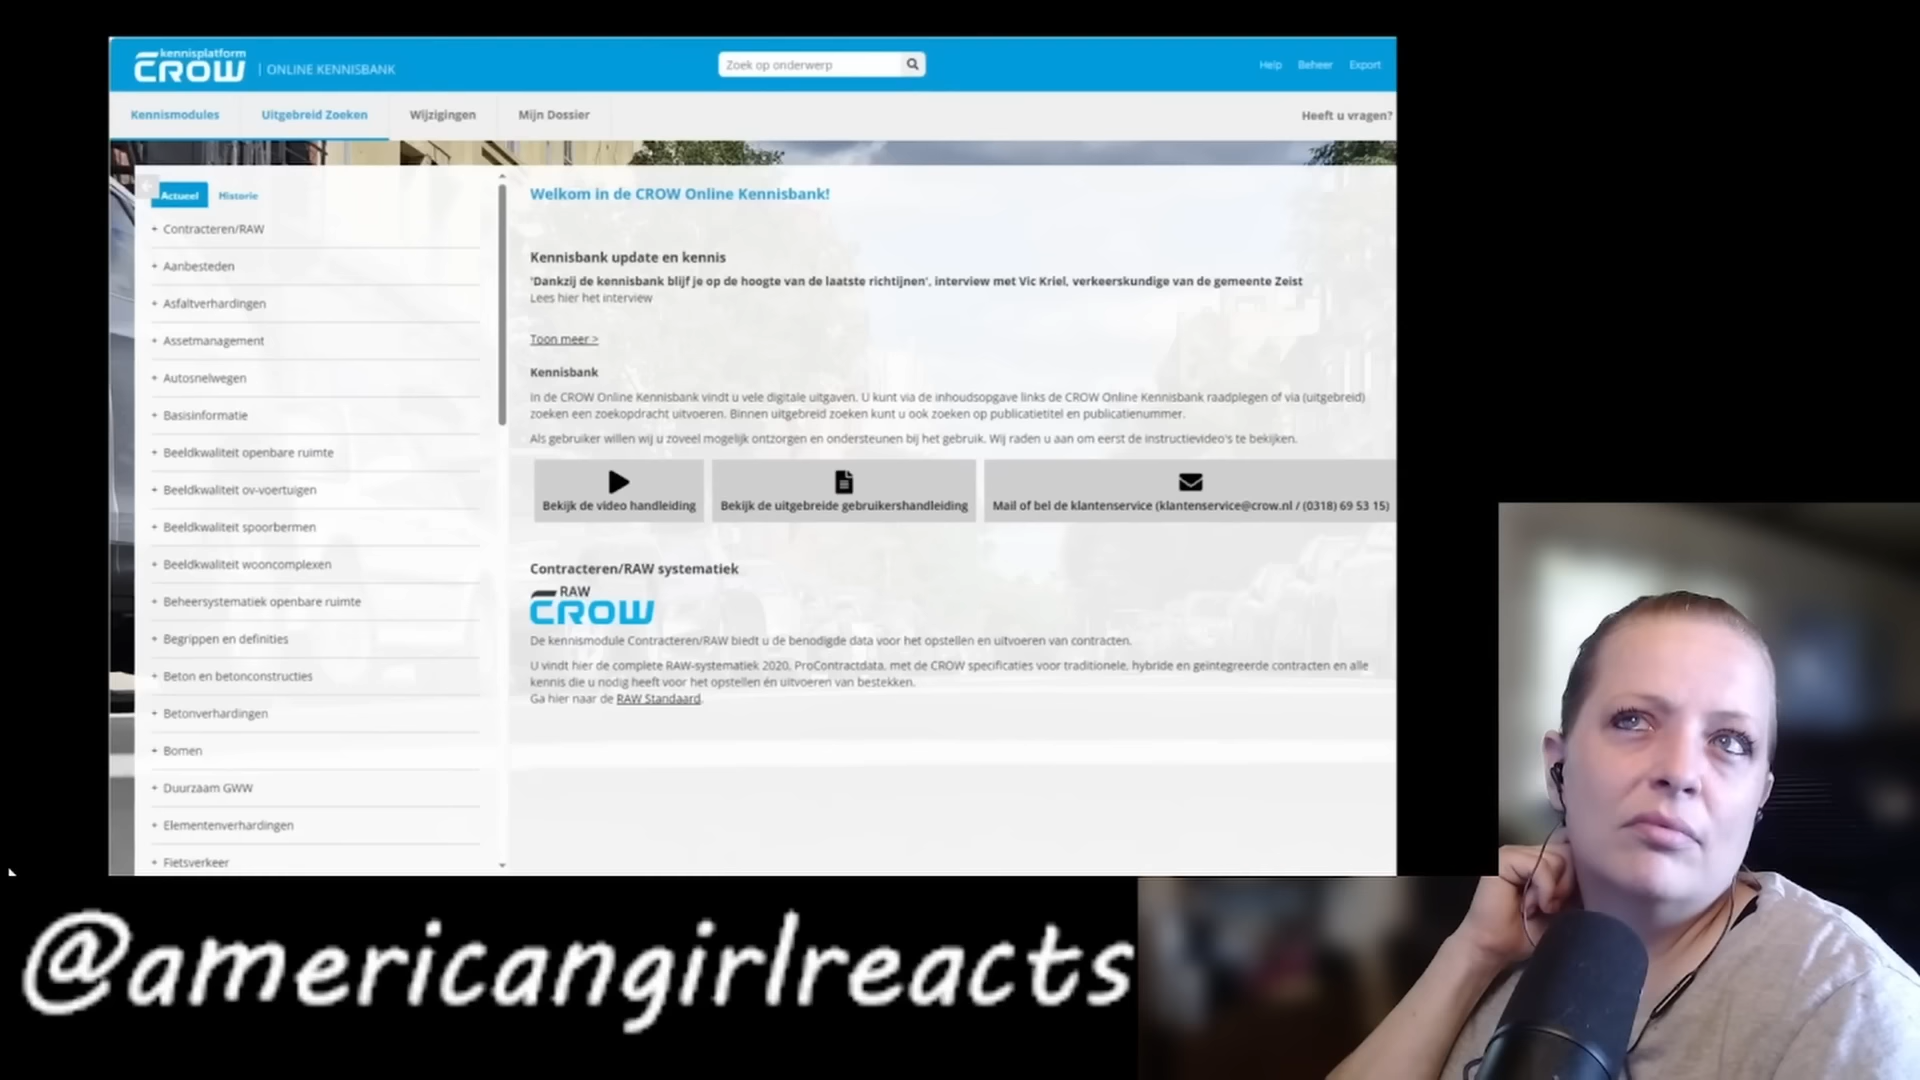 kennisplatform
CROW | ONLINE KENNISBANK
Zoek op onderwerp
Help Beheer Export
Kennismodules Uitgebreid Zoeken Wijzigingen Mijn Dossier Heeft u vragen?
Actueel Historie
+ Contracteren/RAW
+ Aanbesteden
+ Asfaltverhardingen
+ Assetmanagement
+ Autosnelwegen
+ Basisinformatie
+ Beeldkwaliteit openbare ruimte
+ Beeldkwaliteit ov-voertuigen
+ Beeldkwaliteit spoorbermen
+ Beeldkwaliteit wooncomplexen
+ Beheersystematiek openbare ruimte
+ Begrippen en definities
+ Beton en betonconstructies
+ Betonverhardingen
+ Bomen
+ Duurzaam GWW
+ Elementenverhardingen
+ Fietsverkeer
Welkom in de CROW Online Kennisbank!
Kennisbank update en kennis
'Dankzij de kennisbank blijf je op de hoogte van de laatste richtijnen', interview met Vic Kriel, verkeerskundige van de gemeente Zeist
Lees hier het interview
Toon meer >
Kennisbank
In de CROW Online Kennisbank vindt u vele digitale uitgaven. U kunt via de inhoudsopgave links de CROW Online Kennisbank raadplegen of via (uitgebreid)
zoeken een zoekopdracht uitvoeren. Binnen uitgebreid zoeken kunt u ook zoeken op publicatietitel en publicatienummer.
Als gebruiker willen wij u zoveel mogelijk ontzorgen en ondersteunen bij het gebruik. Wij raden u aan om eerst de instructievideo's te bekijken.
Bekijk de video handleiding
Bekijk de uitgebreide gebruikershandleiding
Mail of bel de klantenservice (klantenservice@crow.nl / (0318) 69 53 15)
Contracteren/RAW systematiek
RAW
CROW
De kennismodule Contracteren/RAW biedt u de benodigde data voor het opstellen en uitvoeren van contracten.
U vindt hier de complete RAW-systematiek 2020, ProContractdata, met de CROW specificaties voor traditionele, hybride en geïntegreerde contracten en alle
kennis die u nodig heeft voor het opstellen én uitvoeren van bestekken.
Ga hier naar de RAW Standaard.
@americangirlreacts